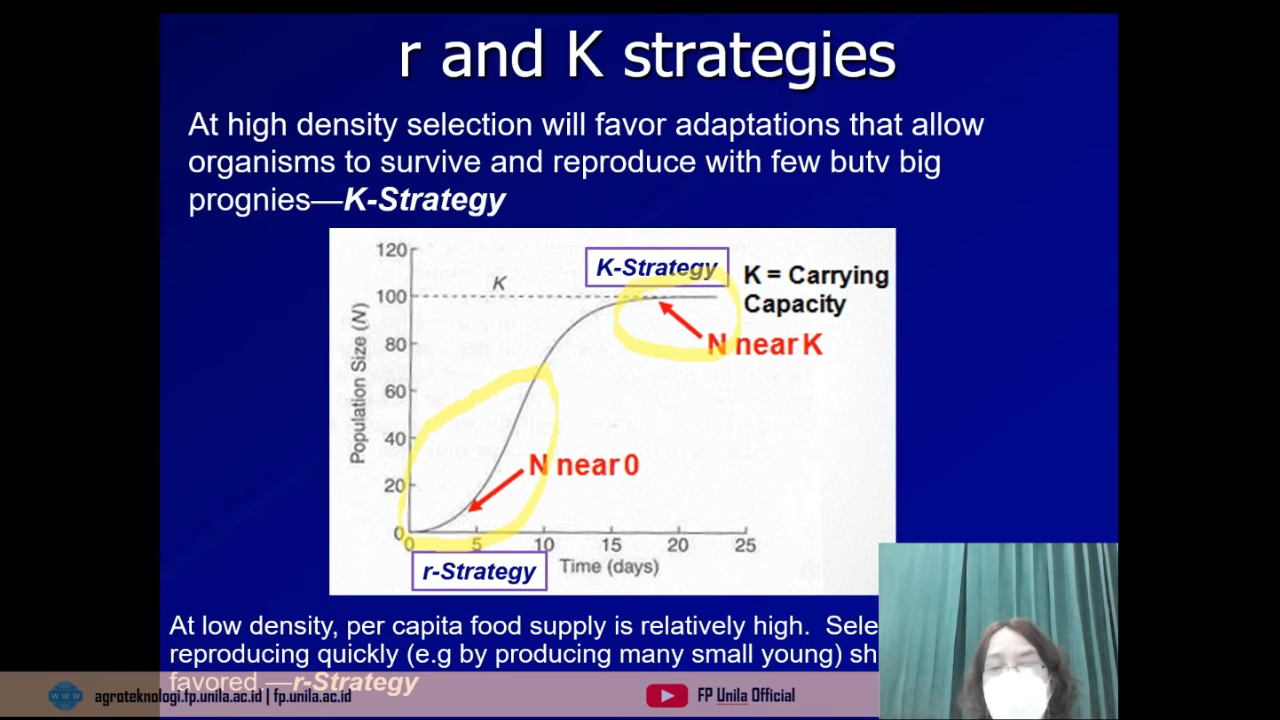 r and K strategies
At high density selection will favor adaptations that allow
organisms to survive and reproduce with few butv big
prognies—K-Strategy
120
100
80
60
40
20
0
Population Size (N)
K
K-Strategy
K = Carrying
Capacity
N near K
N near 0
0 5 10 15 20 25
Time (days)
r-Strategy
At low density, per capita food supply is relatively high. Sele
reproducing quickly (e.g by producing many small young) sh
favored —r-Strategy
WWW
agroteknologi.fp.unila.ac.id | fp.unila.ac.id
FP Unila Official